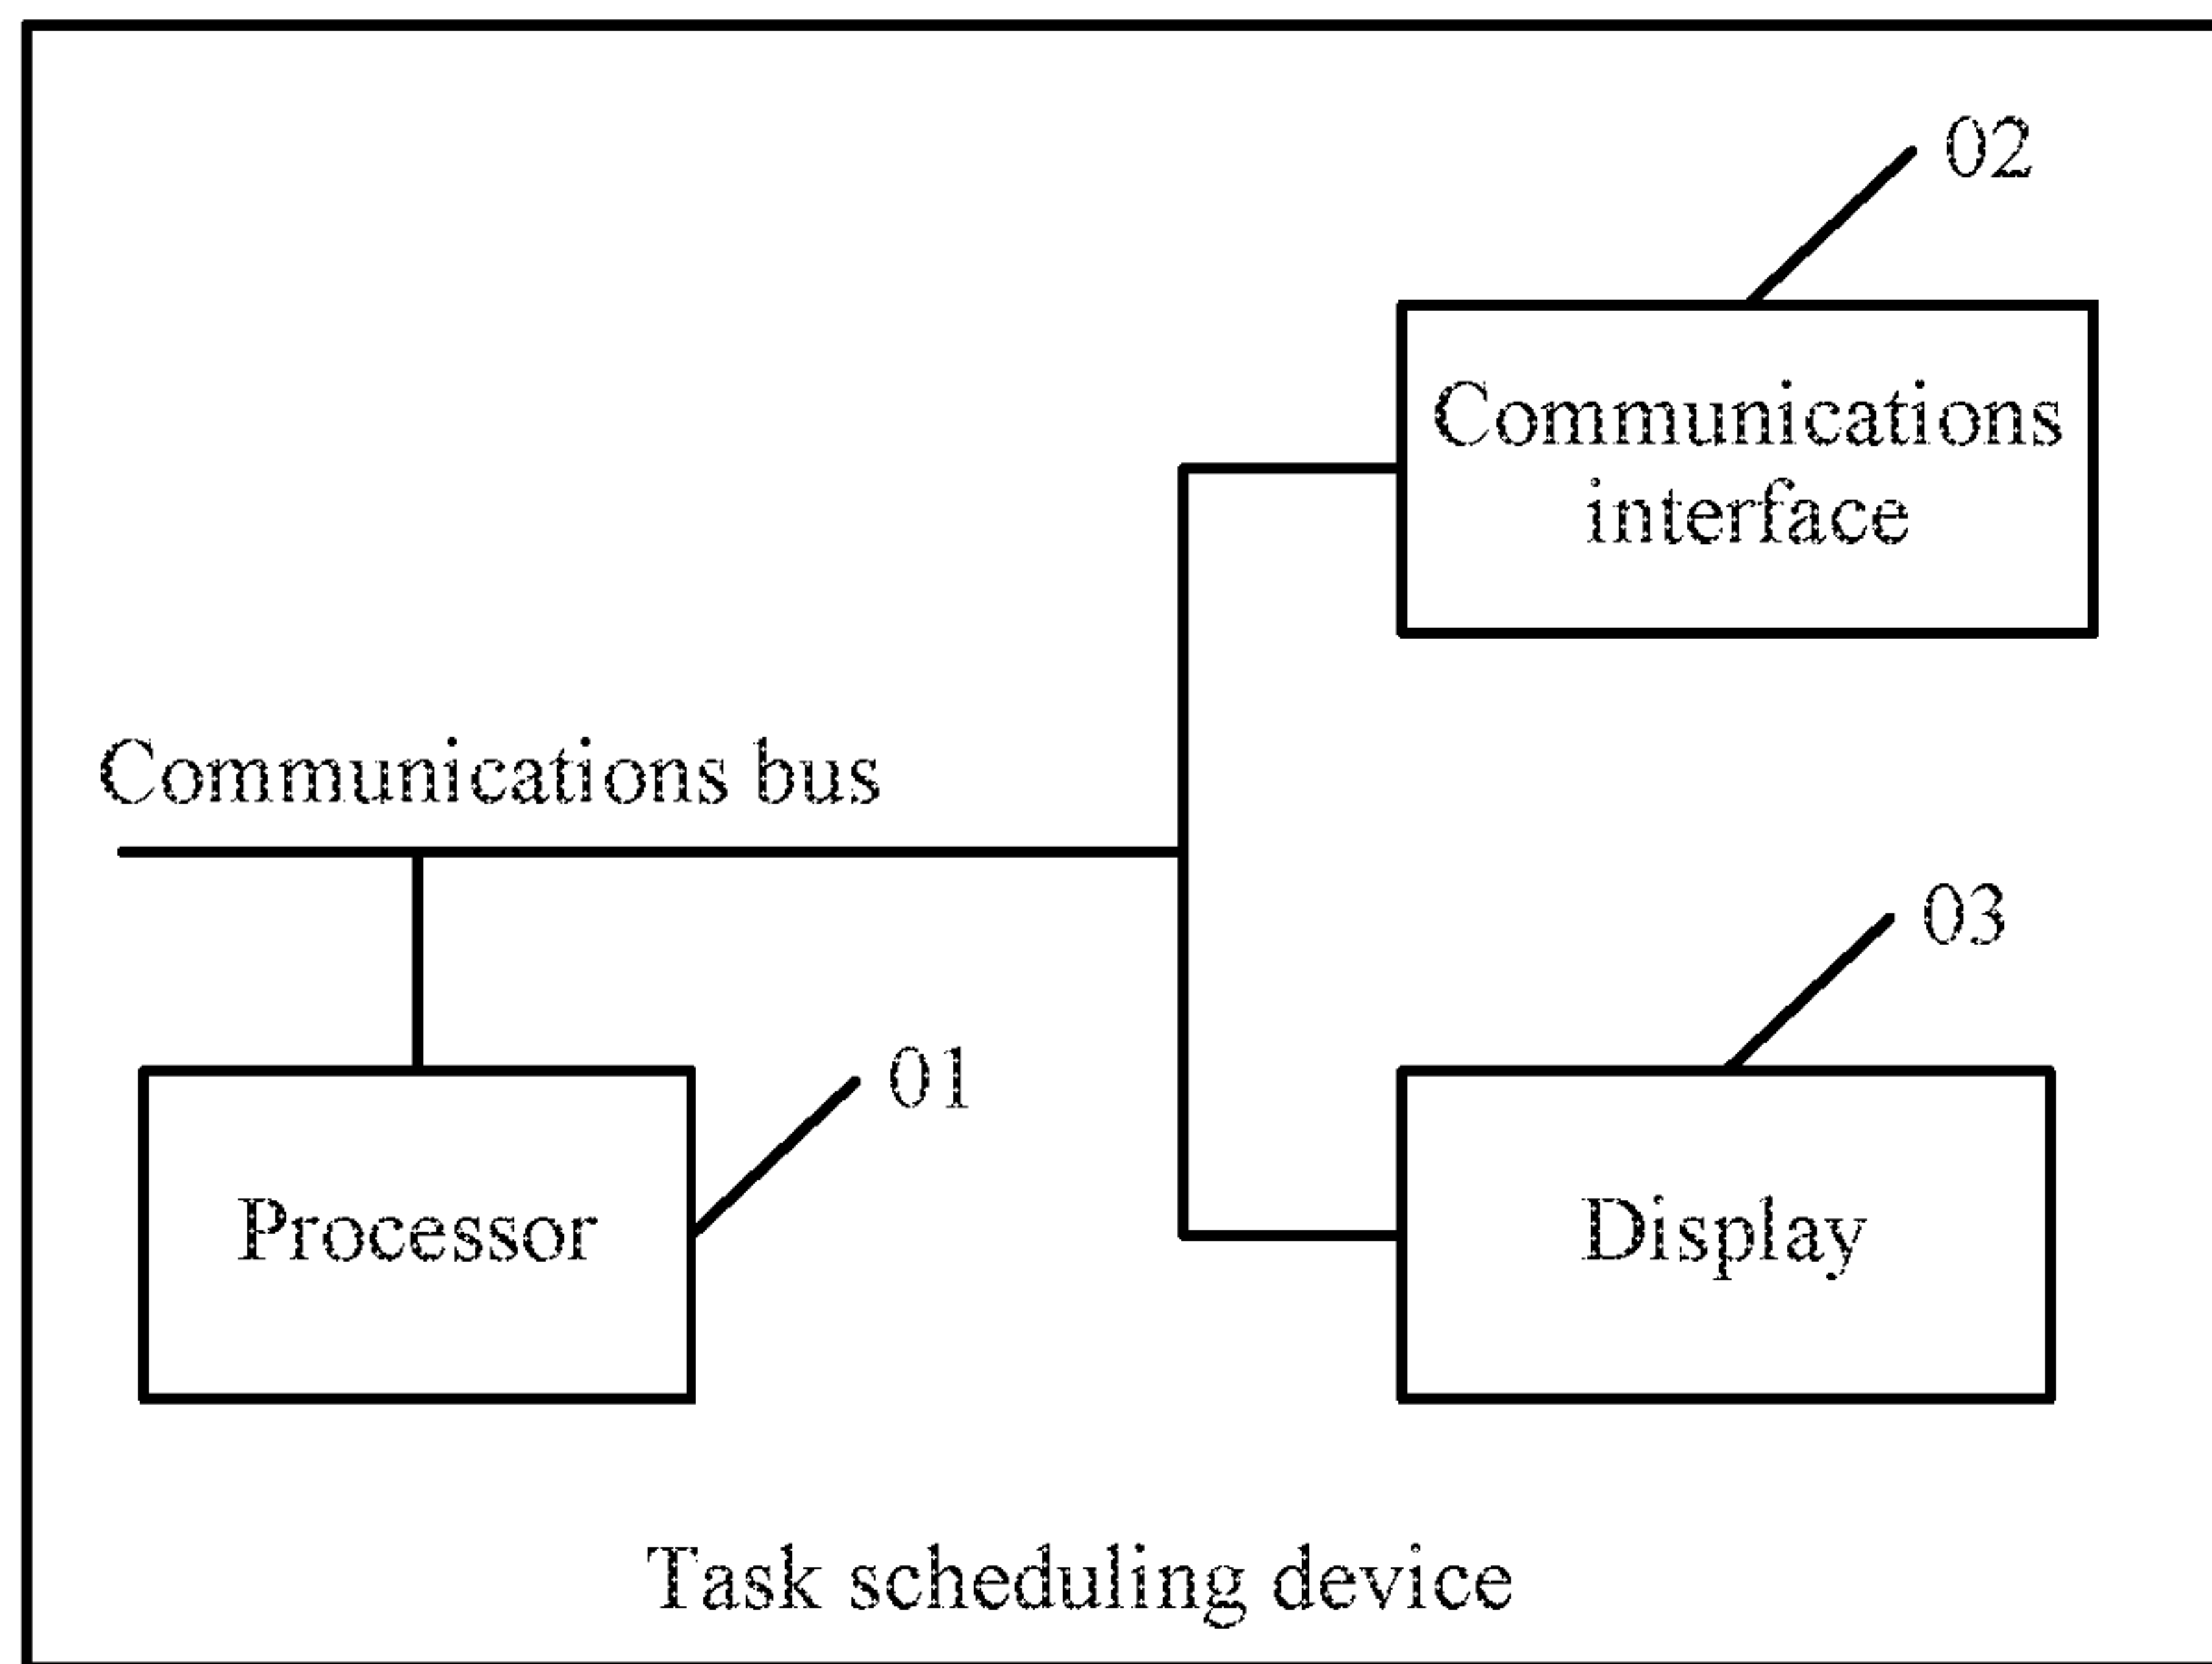 02
Communications
interface
Communications bus
03
01
Processor
Display
Task scheduling device